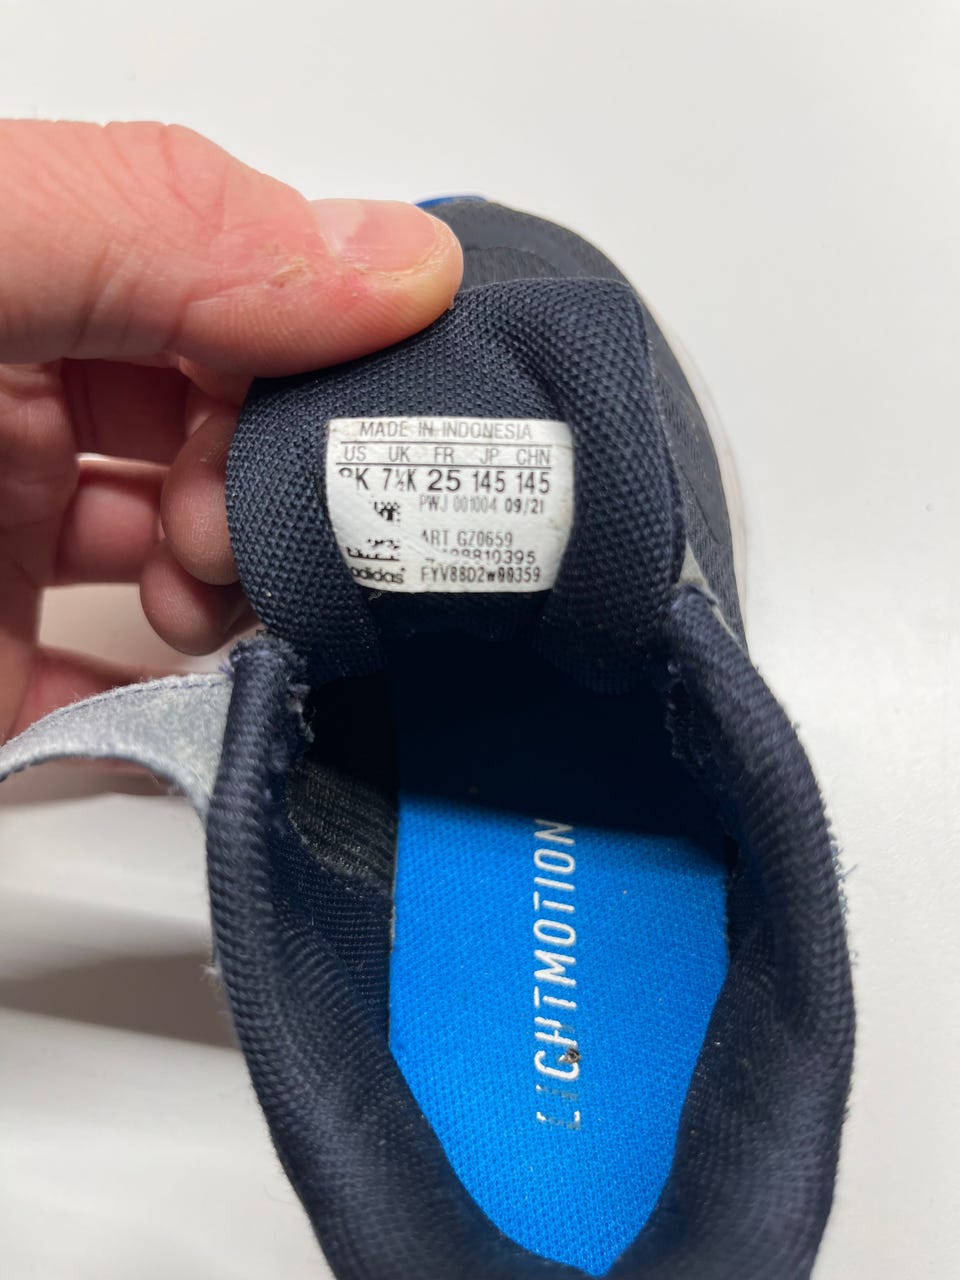 MADE IN INDONESIA
US UK FR JP CHN
8K 7½K 25 145 145
PWJ 001004 09/21
ART GZ0659
adidas FYV88D2w99359
LIGHTMOTION